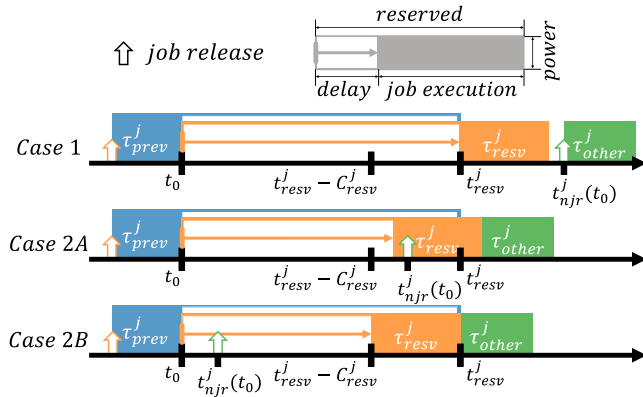 reserved
job release
power
delay
job execution
Case 1
τ^j_prev
τ^j_resv
τ^j_other
t_0
t^j_resv − C^j_resv
t^j_resv
t^j_njr(t_0)
Case 2A
τ^j_prev
τ^j_resv
τ^j_other
t_0
t^j_resv − C^j_resv
t^j_njr(t_0)
t^j_resv
Case 2B
τ^j_prev
τ^j_resv
τ^j_other
t_0
t^j_njr(t_0)
t^j_resv − C^j_resv
t^j_resv